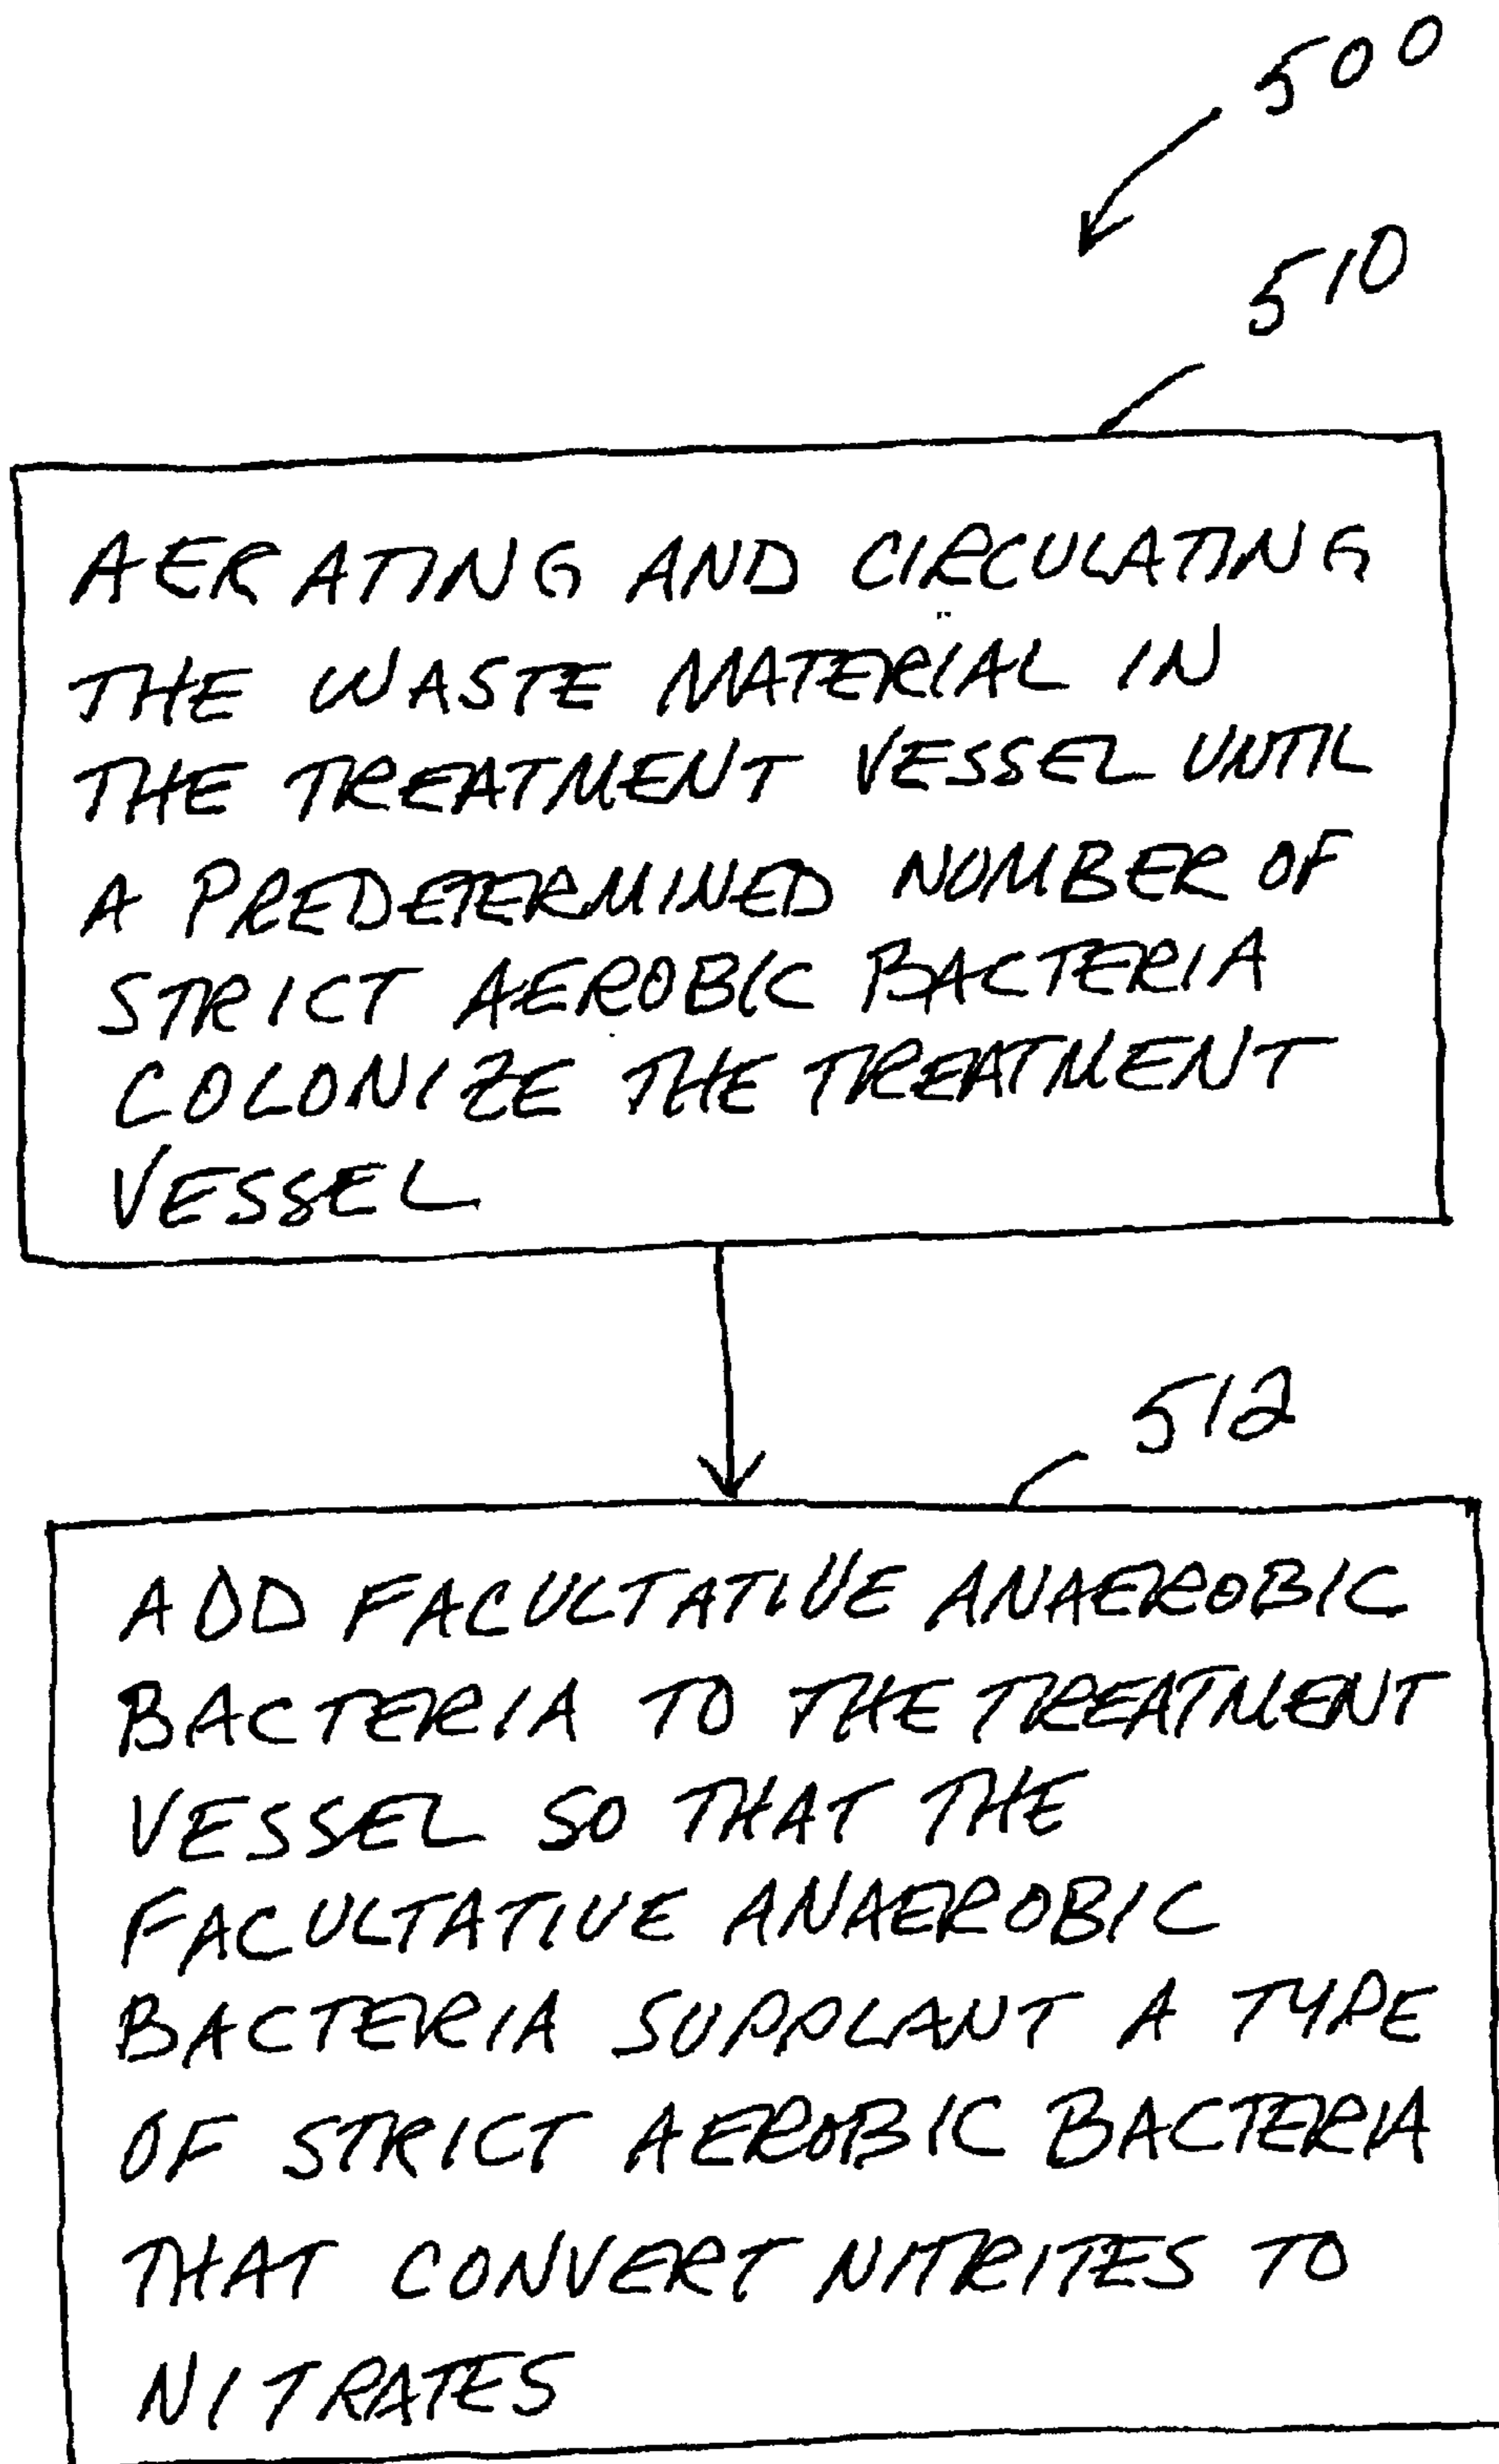 500
510
AERATING AND CIRCULATING
THE WASTE MATERIAL IN
THE TREATMENT VESSEL UNTIL
A PREDETERMINED NUMBER OF
STRICT AEROBIC BACTERIA
COLONIZE THE TREATMENT
VESSEL
512
ADD FACULTATIVE ANAEROBIC
BACTERIA TO THE TREATMENT
VESSEL SO THAT THE
FACULTATIVE ANAEROBIC
BACTERIA SUPPLANT A TYPE
OF STRICT AEROBIC BACTERIA
THAT CONVERT NITRITES TO
NITRATES